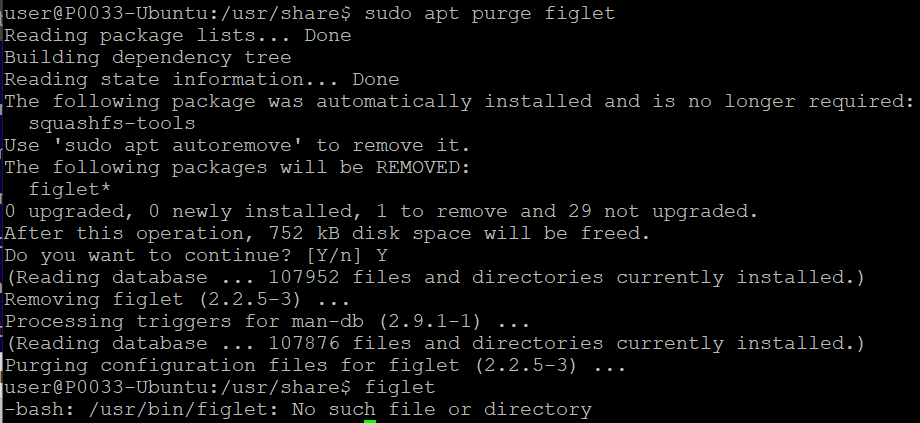 user@P0033-Ubuntu:/usr/share$ sudo apt purge figlet
Reading package lists... Done
Building dependency tree
Reading state information... Done
The following package was automatically installed and is no longer required:
  squashfs-tools
Use 'sudo apt autoremove' to remove it.
The following packages will be REMOVED:
  figlet*
0 upgraded, 0 newly installed, 1 to remove and 29 not upgraded.
After this operation, 752 kB disk space will be freed.
Do you want to continue? [Y/n] Y
(Reading database ... 107952 files and directories currently installed.)
Removing figlet (2.2.5-3) ...
Processing triggers for man-db (2.9.1-1) ...
(Reading database ... 107876 files and directories currently installed.)
Purging configuration files for figlet (2.2.5-3) ...
user@P0033-Ubuntu:/usr/share$ figlet
-bash: /usr/bin/figlet: No such file or directory